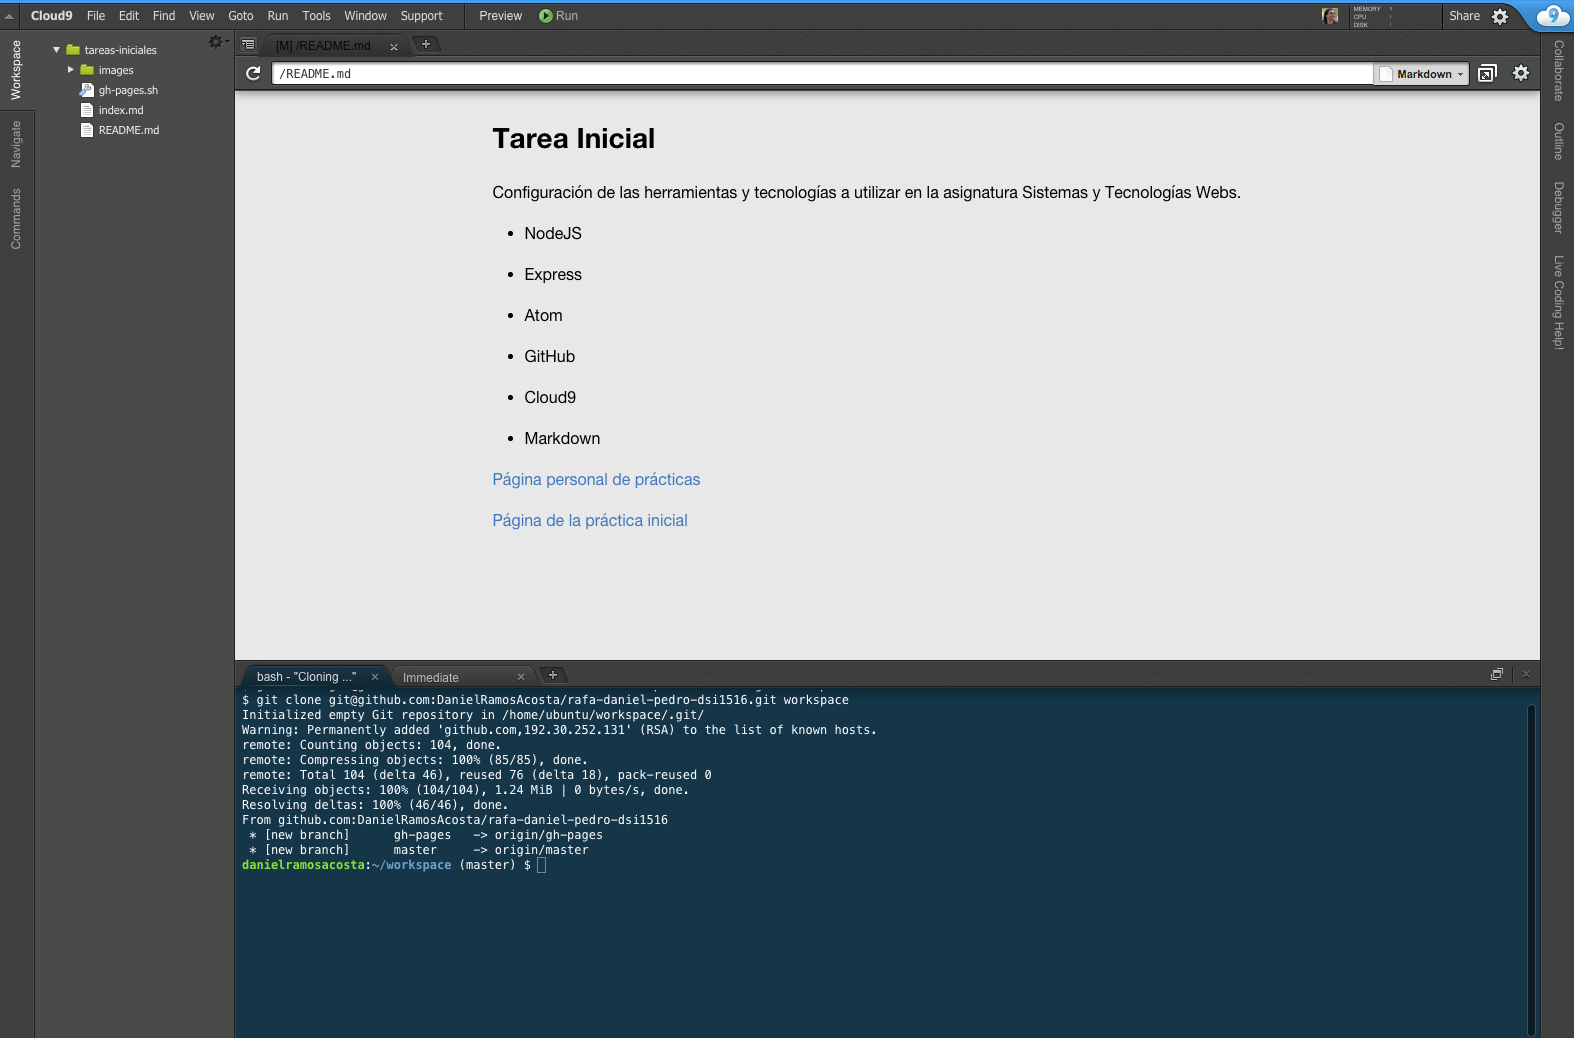 Cloud9 File Edit Find View Goto Run Tools Window Support Preview Run
MEMORY
CPU
DISK
Share
9
Workspace
Navigate
Commands
tareas-iniciales
images
gh-pages.sh
index.md
README.md
[M] /README.md
/README.md
Markdown
Tarea Inicial
Configuración de las herramientas y tecnologías a utilizar en la asignatura Sistemas y Tecnologías Webs.
• NodeJS
• Express
• Atom
• GitHub
• Cloud9
• Markdown
Página personal de prácticas
Página de la práctica inicial
Collaborate
Outline
Debugger
Live Coding Help!
bash - "Cloning ..."
Immediate
$ git clone git@github.com:DanielRamosAcosta/rafa-daniel-pedro-dsi1516.git workspace
Initialized empty Git repository in /home/ubuntu/workspace/.git/
Warning: Permanently added 'github.com,192.30.252.131' (RSA) to the list of known hosts.
remote: Counting objects: 104, done.
remote: Compressing objects: 100% (85/85), done.
remote: Total 104 (delta 46), reused 76 (delta 18), pack-reused 0
Receiving objects: 100% (104/104), 1.24 MiB | 0 bytes/s, done.
Resolving deltas: 100% (46/46), done.
From github.com:DanielRamosAcosta/rafa-daniel-pedro-dsi1516
 * [new branch]      gh-pages   -> origin/gh-pages
 * [new branch]      master     -> origin/master
danielramosacosta:~/workspace (master) $